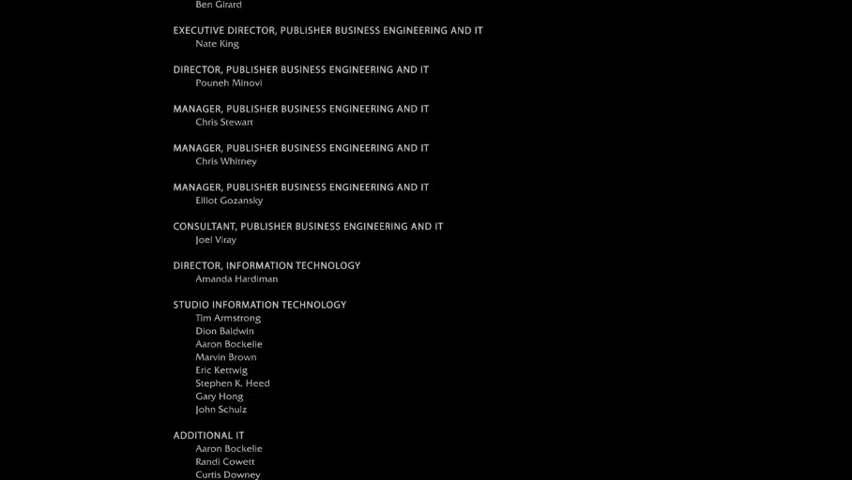 Ben Girard
EXECUTIVE DIRECTOR, PUBLISHER BUSINESS ENGINEERING AND IT
Nate King
DIRECTOR, PUBLISHER BUSINESS ENGINEERING AND IT
Pouneh Minovi
MANAGER, PUBLISHER BUSINESS ENGINEERING AND IT
Chris Stewart
MANAGER, PUBLISHER BUSINESS ENGINEERING AND IT
Chris Whitney
MANAGER, PUBLISHER BUSINESS ENGINEERING AND IT
Elliot Gozansky
CONSULTANT, PUBLISHER BUSINESS ENGINEERING AND IT
Joel Viray
DIRECTOR, INFORMATION TECHNOLOGY
Amanda Hardiman
STUDIO INFORMATION TECHNOLOGY
Tim Armstrong
Dion Baldwin
Aaron Bockelie
Marvin Brown
Eric Kettwig
Stephen K. Heed
Gary Hong
John Schulz
ADDITIONAL IT
Aaron Bockelie
Randi Cowett
Curtis Downey